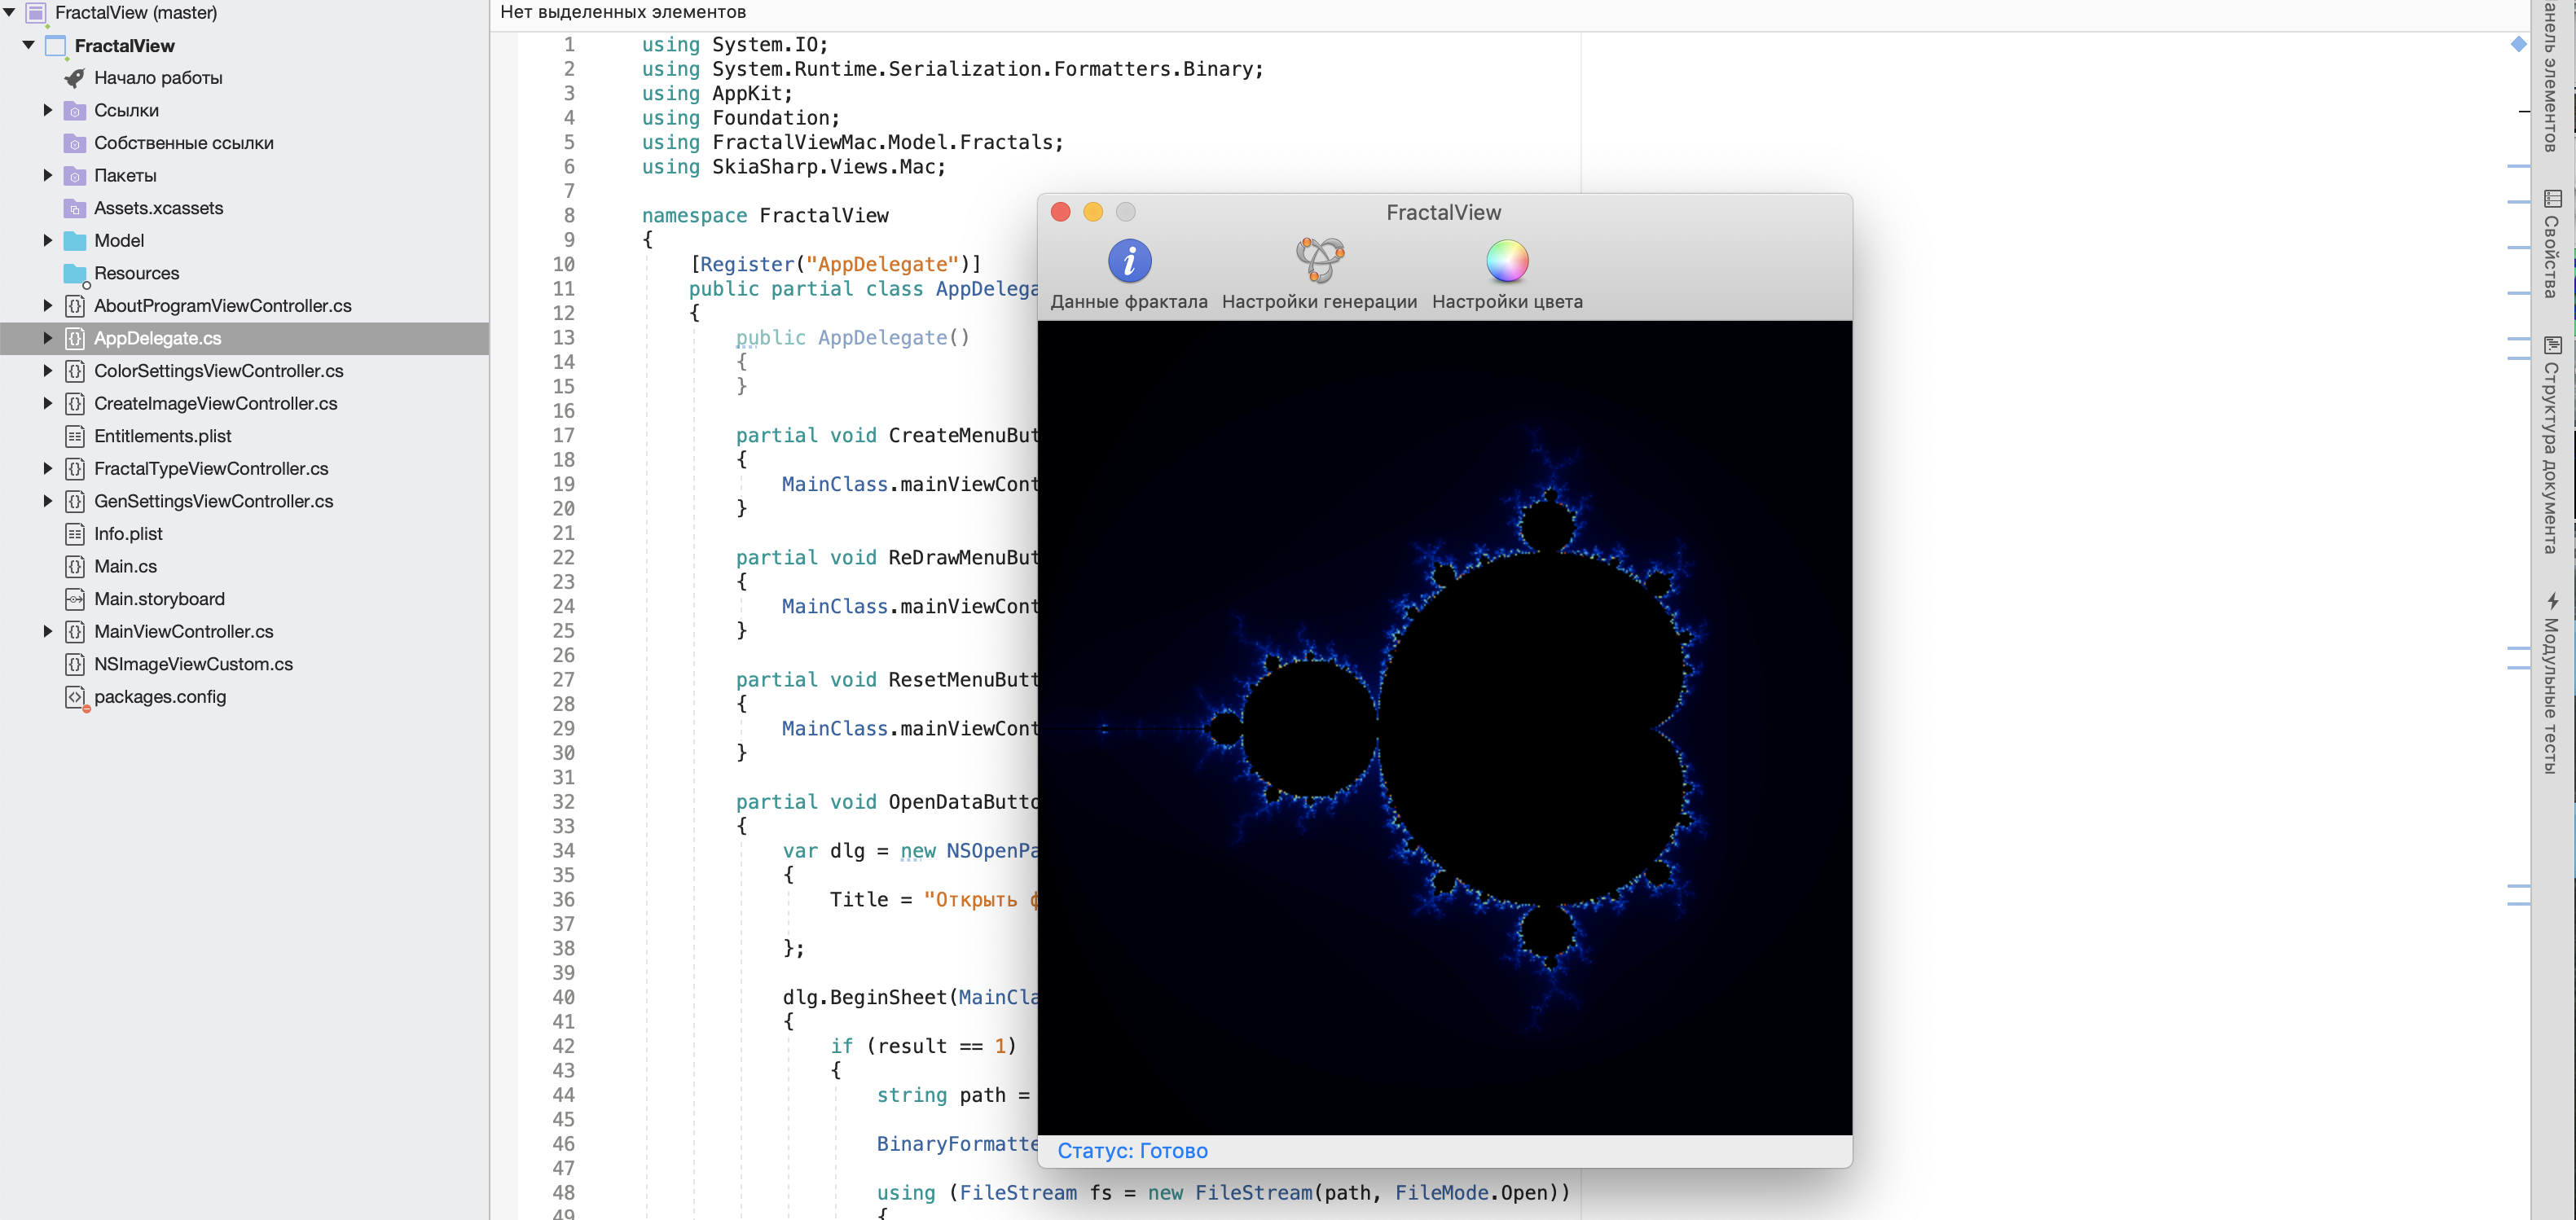 FractalView (master)
FractalView
Начало работы
Ссылки
Собственные ссылки
Пакеты
Assets.xcassets
Model
Resources
AboutProgramViewController.cs
AppDelegate.cs
ColorSettingsViewController.cs
CreateImageViewController.cs
Entitlements.plist
FractalTypeViewController.cs
GenSettingsViewController.cs
Info.plist
Main.cs
Main.storyboard
MainViewController.cs
NSImageViewCustom.cs
packages.config
Нет выделенных элементов
1 using System.IO;
2 using System.Runtime.Serialization.Formatters.Binary;
3 using AppKit;
4 using Foundation;
5 using FractalViewMac.Model.Fractals;
6 using SkiaSharp.Views.Mac;
7
8 namespace FractalView
9 {
10 [Register("AppDelegate")]
11 public partial class AppDelega
12 {
13 public AppDelegate()
14 {
15 }
16
17 partial void CreateMenuBut
18 {
19 MainClass.mainViewCont
20 }
21
22 partial void ReDrawMenuBut
23 {
24 MainClass.mainViewCont
25 }
26
27 partial void ResetMenuButt
28 {
29 MainClass.mainViewCont
30 }
31
32 partial void OpenDataButto
33 {
34 var dlg = new NSOpenPa
35 {
36 Title = "Открыть ф
37
38 };
39
40 dlg.BeginSheet(MainCla
41 {
42 if (result == 1)
43 {
44 string path =
45
46 BinaryFormatte
47
48 using (FileStream fs = new FileStream(path, FileMode.Open))
49 {
FractalView
Данные фрактала
Настройки генерации
Настройки цвета
Статус: Готово
анель элементов
Свойства
Структура документа
Модульные тесты